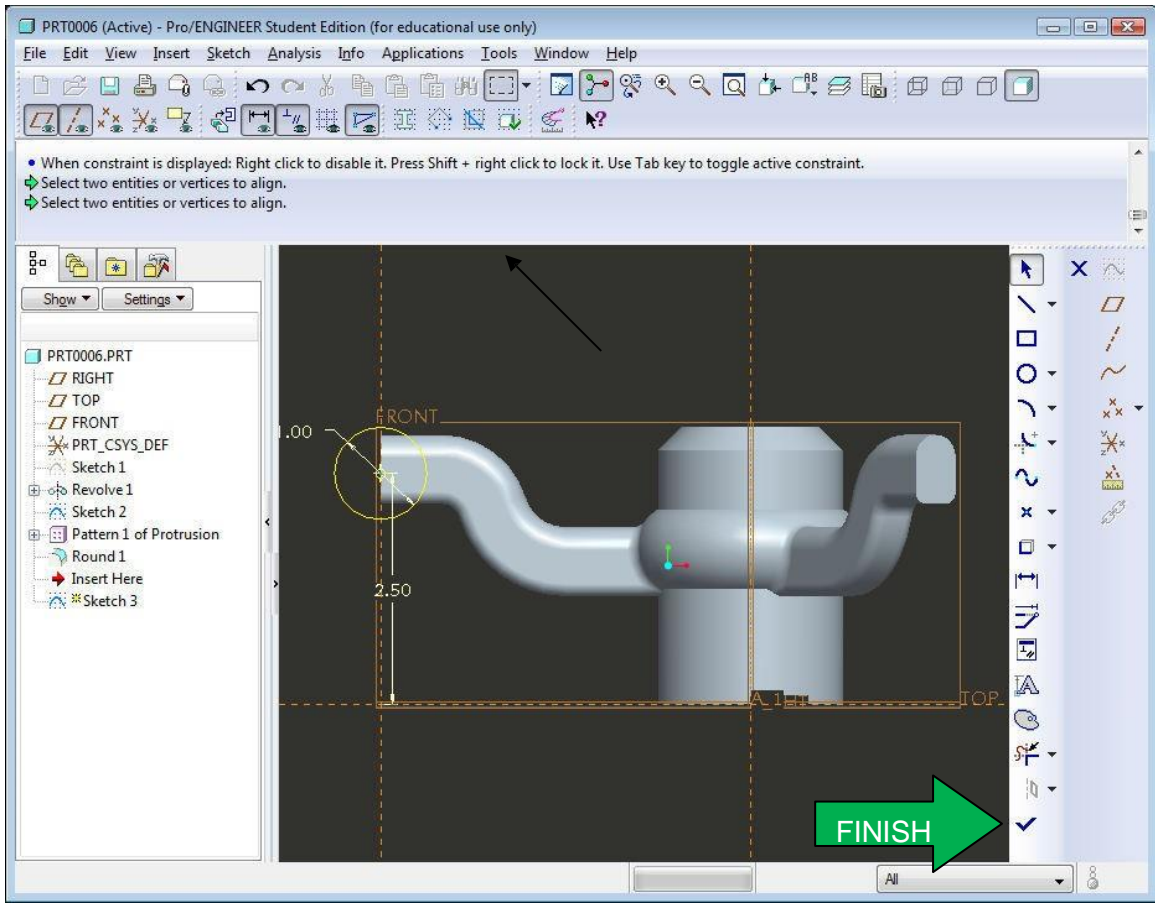 PRT0006 (Active) - Pro/ENGINEER Student Edition (for educational use only)
File Edit View Insert Sketch Analysis Info Applications Tools Window Help
• When constraint is displayed: Right click to disable it. Press Shift + right click to lock it. Use Tab key to toggle active constraint.
Select two entities or vertices to align.
Select two entities or vertices to align.
Show Settings
PRT0006.PRT
RIGHT
TOP
FRONT
PRT_CSYS_DEF
Sketch 1
Revolve 1
Sketch 2
Pattern 1 of Protrusion
Round 1
Insert Here
Sketch 3
FRONT
1.00
2.50
A_1
TOP
FINISH
All